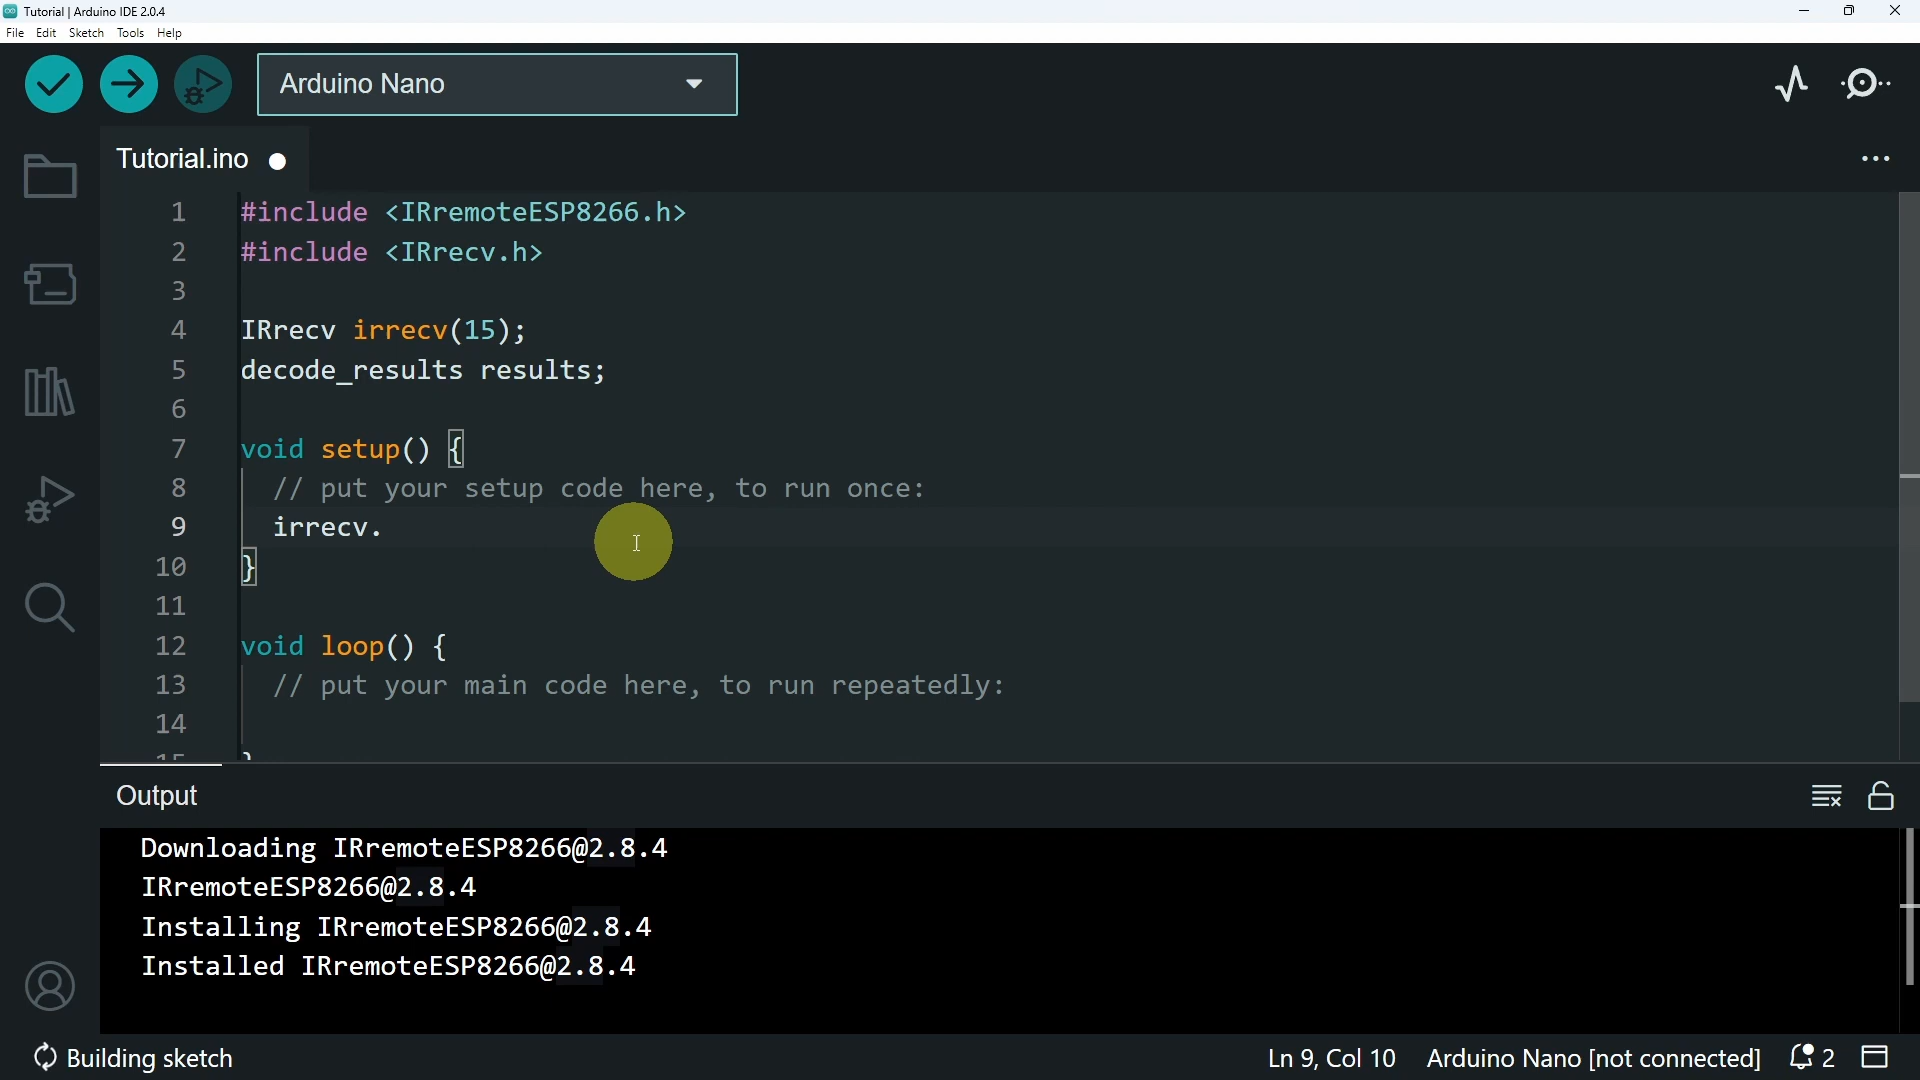 Tutorial | Arduino IDE 2.0.4
File Edit Sketch Tools Help
Arduino Nano
Tutorial.ino
1 #include <IRremoteESP8266.h>
2 #include <IRrecv.h>
3
4 IRrecv irrecv(15);
5 decode_results results;
6
7 void setup() {
8 // put your setup code here, to run once:
9 irrecv.
10 }
11
12 void loop() {
13 // put your main code here, to run repeatedly:
14
15 }
Output
Downloading IRremoteESP8266@2.8.4
IRremoteESP8266@2.8.4
Installing IRremoteESP8266@2.8.4
Installed IRremoteESP8266@2.8.4
Building sketch Ln 9, Col 10 Arduino Nano [not connected] 2